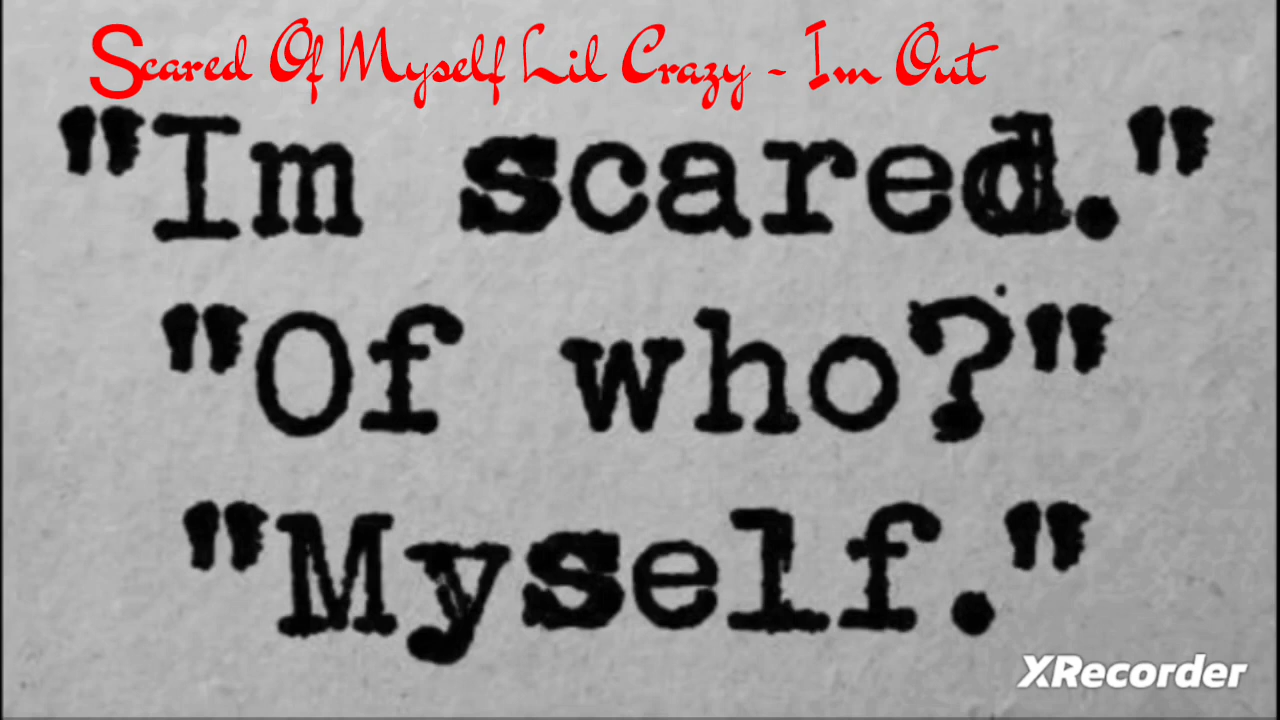 Scared Of Myself Lil Crazy - Im Out
"Im scared."
"Of who?"
"Myself."
XRecorder